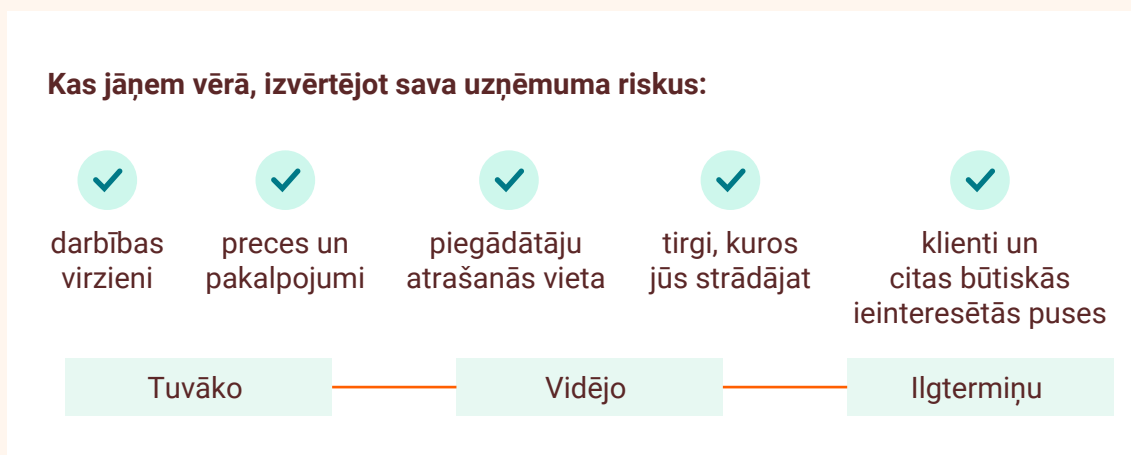 Kas jāņem vērā, izvērtējot sava uzņēmuma riskus:
darbības
virzieni
preces un
pakalpojumi
piegādātāju
atrašanās vieta
tirgi, kuros
jūs strādājat
klienti un
citas būtiskās
ieinteresētās puses
Tuvāko
Vidējo
Ilgtermiņu